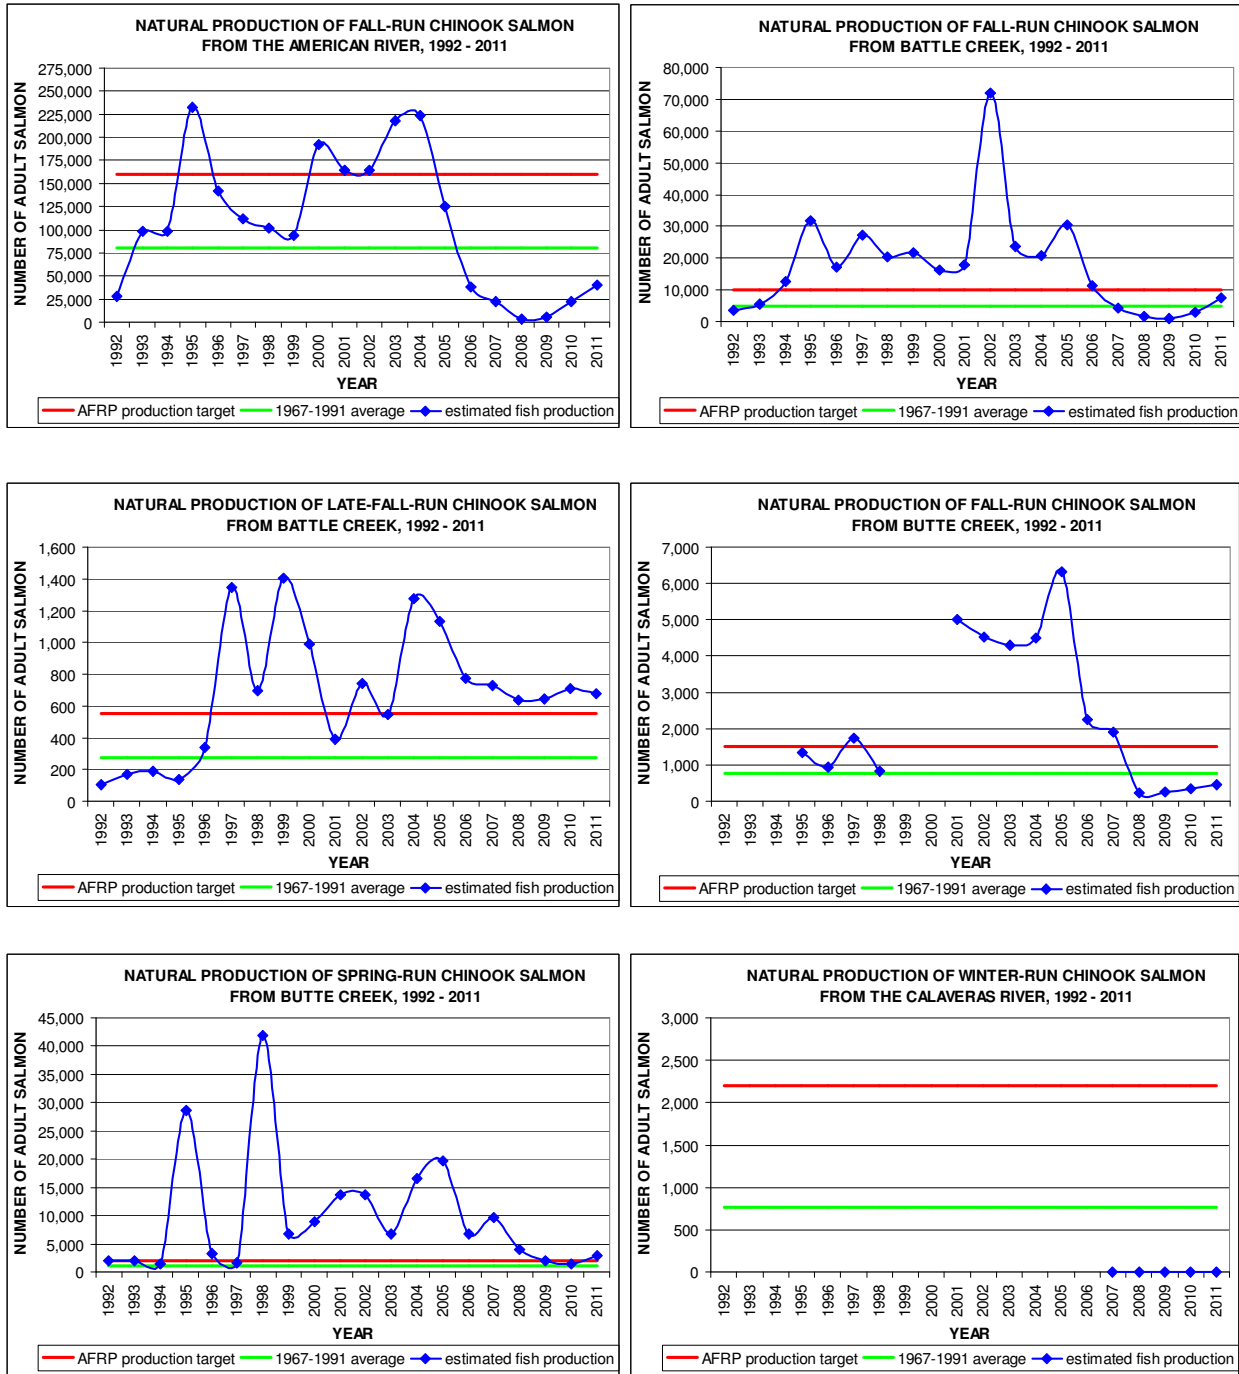 NATURAL PRODUCTION OF FALL-RUN CHINOOK SALMON
FROM THE AMERICAN RIVER, 1992 - 2011
NUMBER OF ADULT SALMON
275,000
250,000
225,000
200,000
175,000
150,000
125,000
100,000
75,000
50,000
25,000
0
1992 1993 1994 1995 1996 1997 1998 1999 2000 2001 2002 2003 2004 2005 2006 2007 2008 2009 2010 2011
YEAR
AFRP production target 1967-1991 average estimated fish production
NATURAL PRODUCTION OF FALL-RUN CHINOOK SALMON
FROM BATTLE CREEK, 1992 - 2011
NUMBER OF ADULT SALMON
80,000
70,000
60,000
50,000
40,000
30,000
20,000
10,000
0
1992 1993 1994 1995 1996 1997 1998 1999 2000 2001 2002 2003 2004 2005 2006 2007 2008 2009 2010 2011
YEAR
AFRP production target 1967-1991 average estimated fish production
NATURAL PRODUCTION OF LATE-FALL-RUN CHINOOK SALMON
FROM BATTLE CREEK, 1992 - 2011
NUMBER OF ADULT SALMON
1,600
1,400
1,200
1,000
800
600
400
200
0
1992 1993 1994 1995 1996 1997 1998 1999 2000 2001 2002 2003 2004 2005 2006 2007 2008 2009 2010 2011
YEAR
AFRP production target 1967-1991 average estimated fish production
NATURAL PRODUCTION OF FALL-RUN CHINOOK SALMON
FROM BUTTE CREEK, 1992 - 2011
NUMBER OF ADULT SALMON
7,000
6,000
5,000
4,000
3,000
2,000
1,000
0
1992 1993 1994 1995 1996 1997 1998 1999 2000 2001 2002 2003 2004 2005 2006 2007 2008 2009 2010 2011
YEAR
AFRP production target 1967-1991 average estimated fish production
NATURAL PRODUCTION OF SPRING-RUN CHINOOK SALMON
FROM BUTTE CREEK, 1992 - 2011
NUMBER OF ADULT SALMON
45,000
40,000
35,000
30,000
25,000
20,000
15,000
10,000
5,000
0
1992 1993 1994 1995 1996 1997 1998 1999 2000 2001 2002 2003 2004 2005 2006 2007 2008 2009 2010 2011
YEAR
AFRP production target 1967-1991 average estimated fish production
NATURAL PRODUCTION OF WINTER-RUN CHINOOK SALMON
FROM THE CALAVERAS RIVER, 1992 - 2011
NUMBER OF ADULT SALMON
3,000
2,500
2,000
1,500
1,000
500
0
1992 1993 1994 1995 1996 1997 1998 1999 2000 2001 2002 2003 2004 2005 2006 2007 2008 2009 2010 2011
YEAR
AFRP production target 1967-1991 average estimated fish production